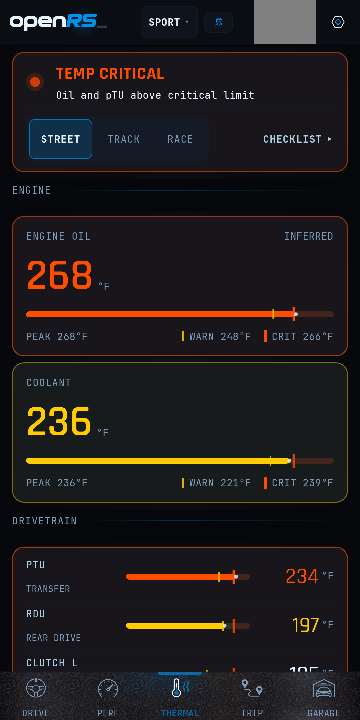 openRS_
SPORT
TEMP CRITICAL
Oil and pTU above critical limit
STREET TRACK RACE CHECKLIST
ENGINE
ENGINE OIL INFERRED
268 °F
PEAK 268°F WARN 248°F CRIT 266°F
COOLANT
236 °F
PEAK 236°F WARN 221°F CRIT 239°F
DRIVETRAIN
PTU
234 °F
TRANSFER
RDU
197 °F
REAR DRIVE
CLUTCH L
DRIVE PERF THERMAL TRIP GARAGE